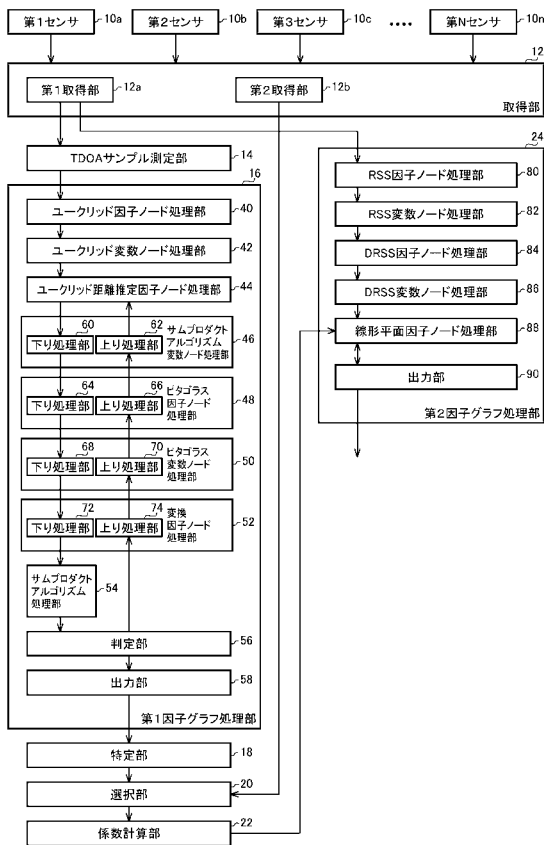 第1センサ 10a 第2センサ 10b 第3センサ 10c ・・・・ 第Nセンサ 10n
12
第1取得部 12a 第2取得部 12b
取得部
TDOAサンプル測定部 14
16
ユークリッド因子ノード処理部 40
ユークリッド変数ノード処理部 42
ユークリッド距離推定因子ノード処理部 44
60 62 サムプロダクト
下り処理部 上り処理部 アルゴリズム 46
変数ノード処理部
64 66 ピタゴラス
下り処理部 上り処理部 因子ノード 48
処理部
68 70 ピタゴラス
下り処理部 上り処理部 変数ノード 50
処理部
72 74 変換
下り処理部 上り処理部 因子ノード 52
処理部
サムプロダクト
アルゴリズム 54
処理部
判定部 56
出力部 58
第1因子グラフ処理部
特定部 18
選択部 20
係数計算部 22
24
RSS因子ノード処理部 80
RSS変数ノード処理部 82
DRSS因子ノード処理部 84
DRSS変数ノード処理部 86
線形平面因子ノード処理部 88
出力部 90
第2因子グラフ処理部